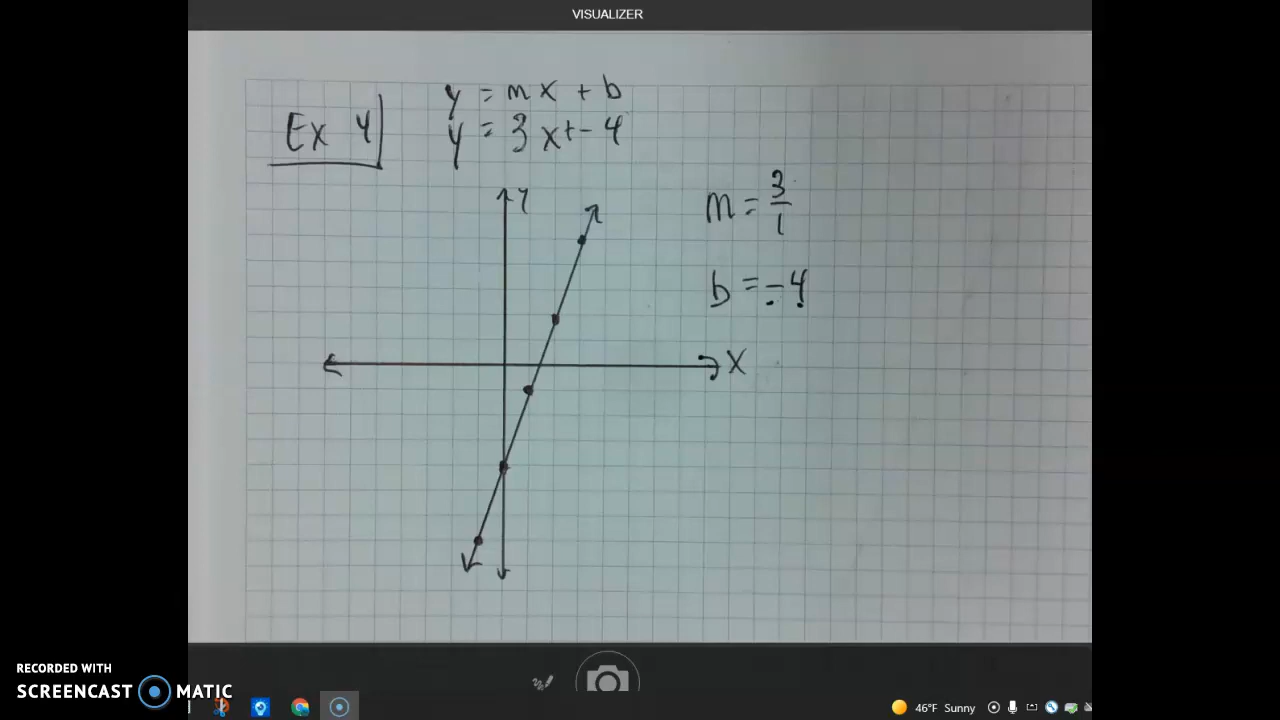 VISUALIZER
y = mx + b
Ex 4
y = 3x + - 4
y
m = 3/1
b = -4
x
RECORDED WITH
SCREENCAST MATIC
46°F Sunny